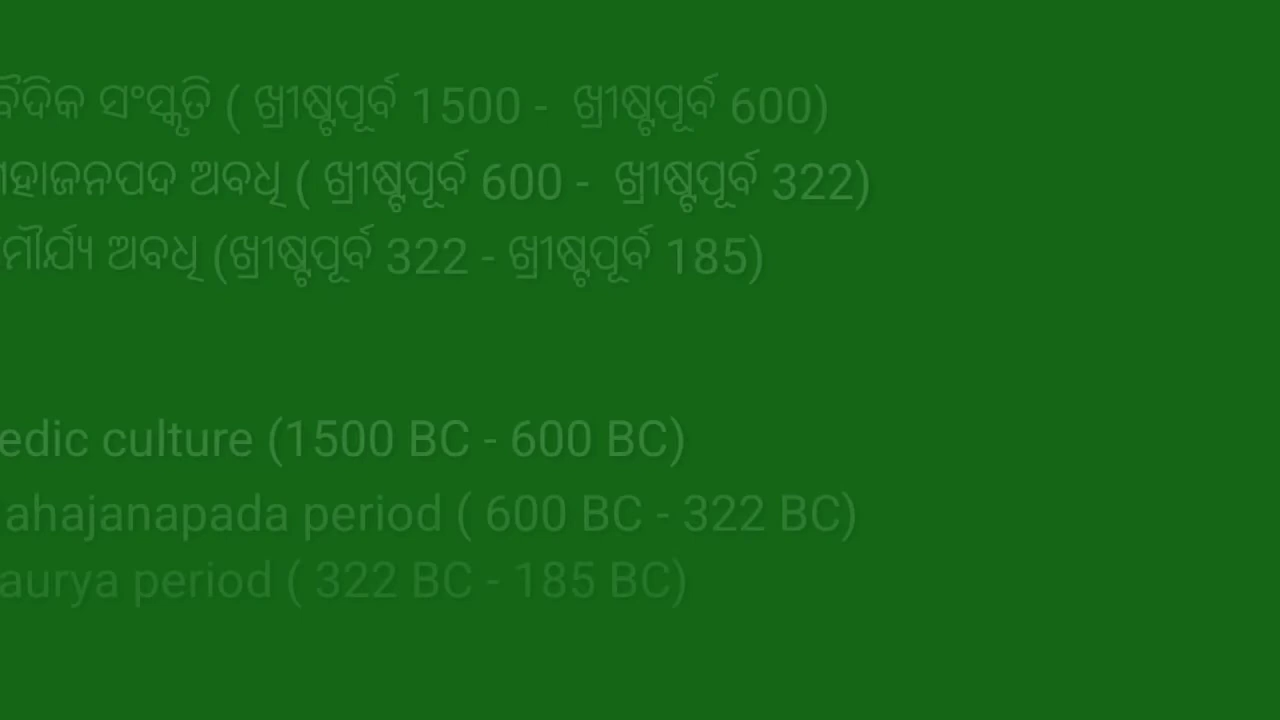 ବୈଦିକ ସଂସ୍କୃତି ( ଖ୍ରୀଷ୍ଟପୂର୍ବ 1500 - ଖ୍ରୀଷ୍ଟପୂର୍ବ 600)
ମହାଜନପଦ ଅବଧି ( ଖ୍ରୀଷ୍ଟପୂର୍ବ 600 - ଖ୍ରୀଷ୍ଟପୂର୍ବ 322)
ମୌର୍ଯ୍ୟ ଅବଧି (ଖ୍ରୀଷ୍ଟପୂର୍ବ 322 - ଖ୍ରୀଷ୍ଟପୂର୍ବ 185)
edic culture (1500 BC - 600 BC)
ahajanapada period ( 600 BC - 322 BC)
aurya period ( 322 BC - 185 BC)